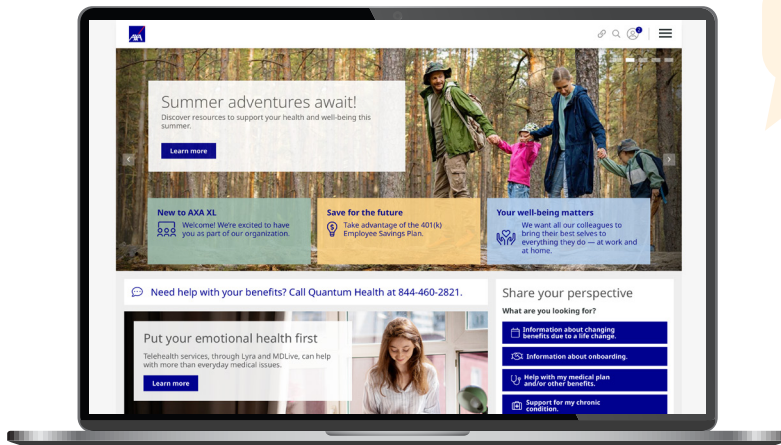 AXA
2
Summer adventures await!
Discover resources to support your health and well-being this
summer.
Learn more
New to AXA XL
Welcome! We're excited to have
you as part of our organization.
Save for the future
Take advantage of the 401(k)
Employee Savings Plan.
Your well-being matters
We want all our colleagues to
bring their best selves to
everything they do — at work and
at home.
Need help with your benefits? Call Quantum Health at 844-460-2821.
Put your emotional health first
Telehealth services, through Lyra and MDLive, can help
with more than everyday medical issues.
Learn more
Share your perspective
What are you looking for?
Information about changing
benefits due to a life change.
Information about onboarding.
Help with my medical plan
and/or other benefits.
Support for my chronic
condition.